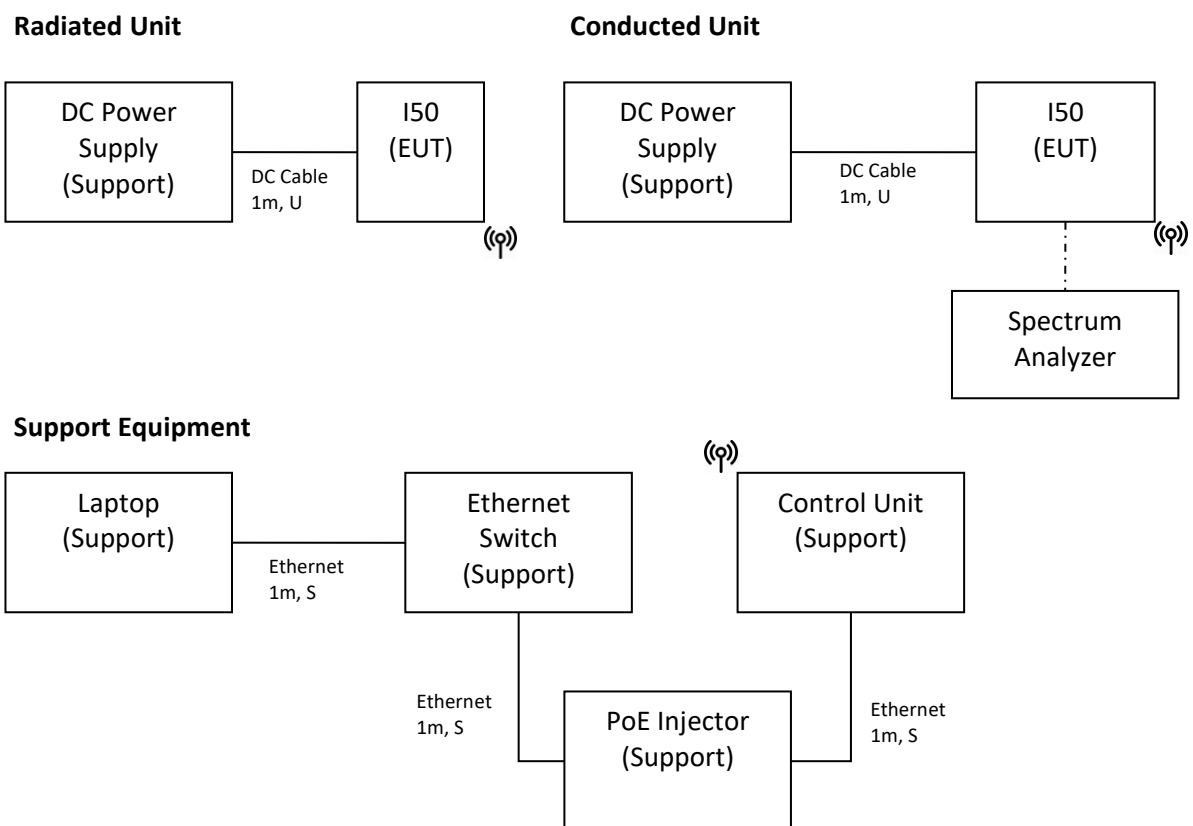 Radiated Unit
Conducted Unit
DC Power
Supply
(Support)
DC Cable
1m, U
I50
(EUT)
DC Power
Supply
(Support)
DC Cable
1m, U
I50
(EUT)
Spectrum
Analyzer
Support Equipment
Laptop
(Support)
Ethernet
1m, S
Ethernet
Switch
(Support)
Control Unit
(Support)
Ethernet
1m, S
PoE Injector
(Support)
Ethernet
1m, S